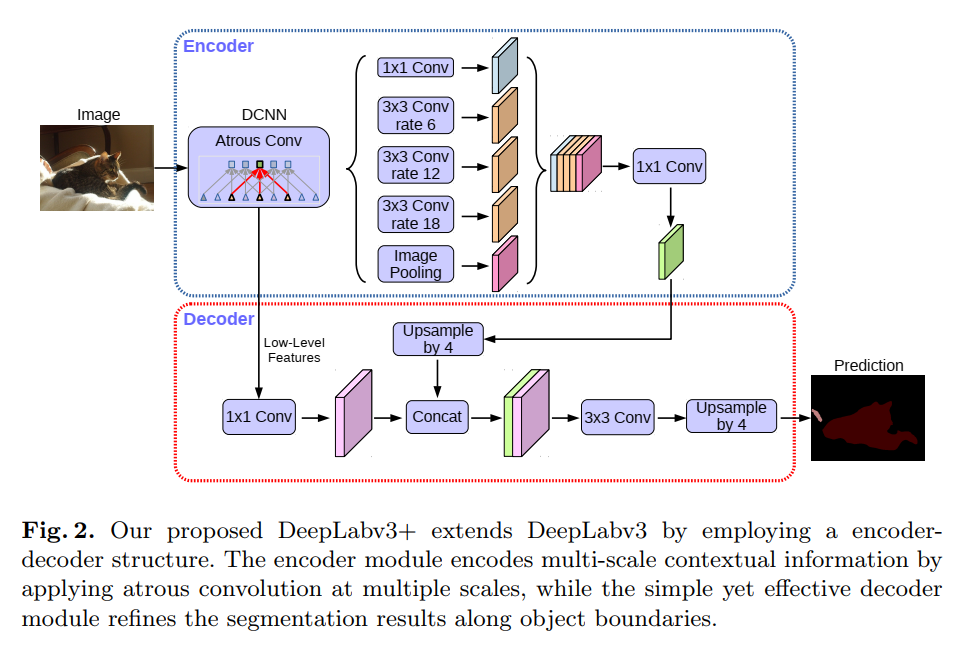 Encoder
Image
DCNN
Atrous Conv
1x1 Conv
3x3 Conv
rate 6
3x3 Conv
rate 12
3x3 Conv
rate 18
Image
Pooling
1x1 Conv
Decoder
Low-Level
Features
Upsample
by 4
1x1 Conv
Concat
3x3 Conv
Upsample
by 4
Prediction
Fig. 2. Our proposed DeepLabv3+ extends DeepLabv3 by employing a encoder-
decoder structure. The encoder module encodes multi-scale contextual information by
applying atrous convolution at multiple scales, while the simple yet effective decoder
module refines the segmentation results along object boundaries.